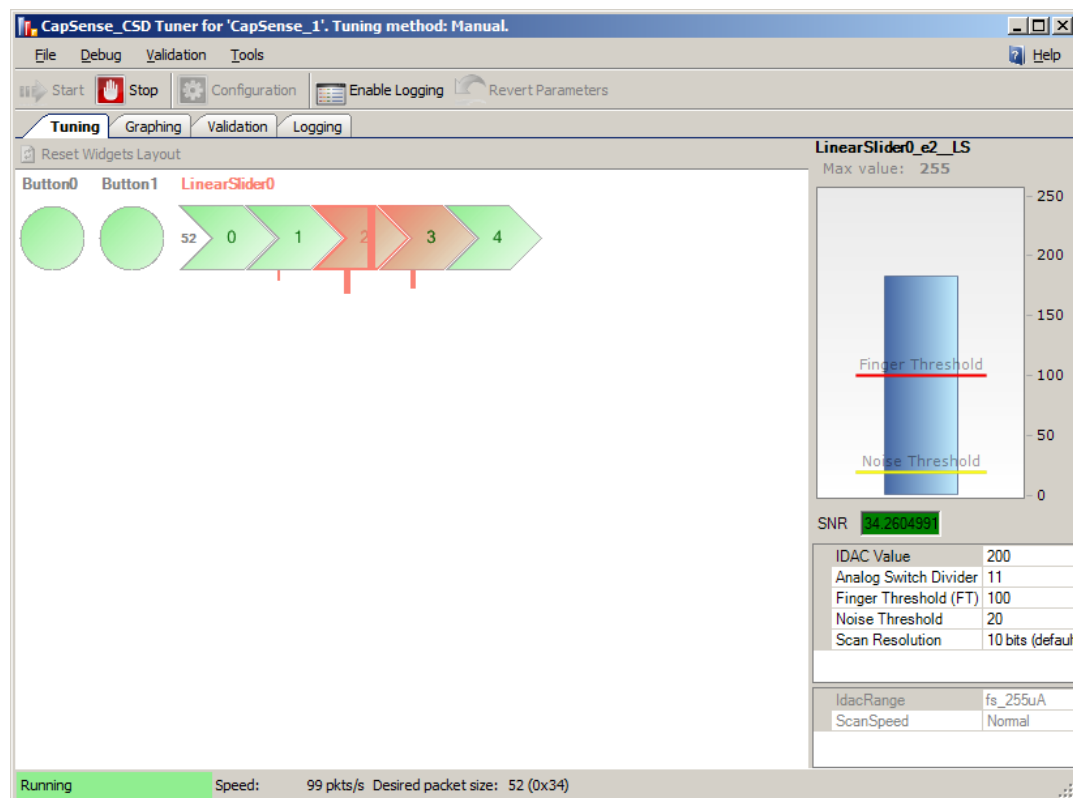 CapSense_CSD Tuner for 'CapSense_1'. Tuning method: Manual.
File Debug Validation Tools Help
Start Stop Configuration Enable Logging Revert Parameters
Tuning Graphing Validation Logging
Reset Widgets Layout
Button0 Button1 LinearSlider0
52 0 1 2 3 4
LinearSlider0_e2__LS
Max value: 255
250
200
150
Finger Threshold
100
50
Noise Threshold
0
SNR 34.2604991
IDAC Value 200
Analog Switch Divider 11
Finger Threshold (FT) 100
Noise Threshold 20
Scan Resolution 10 bits (defaul
IdacRange fs_255uA
ScanSpeed Normal
Running Speed: 99 pkts/s Desired packet size: 52 (0x34)